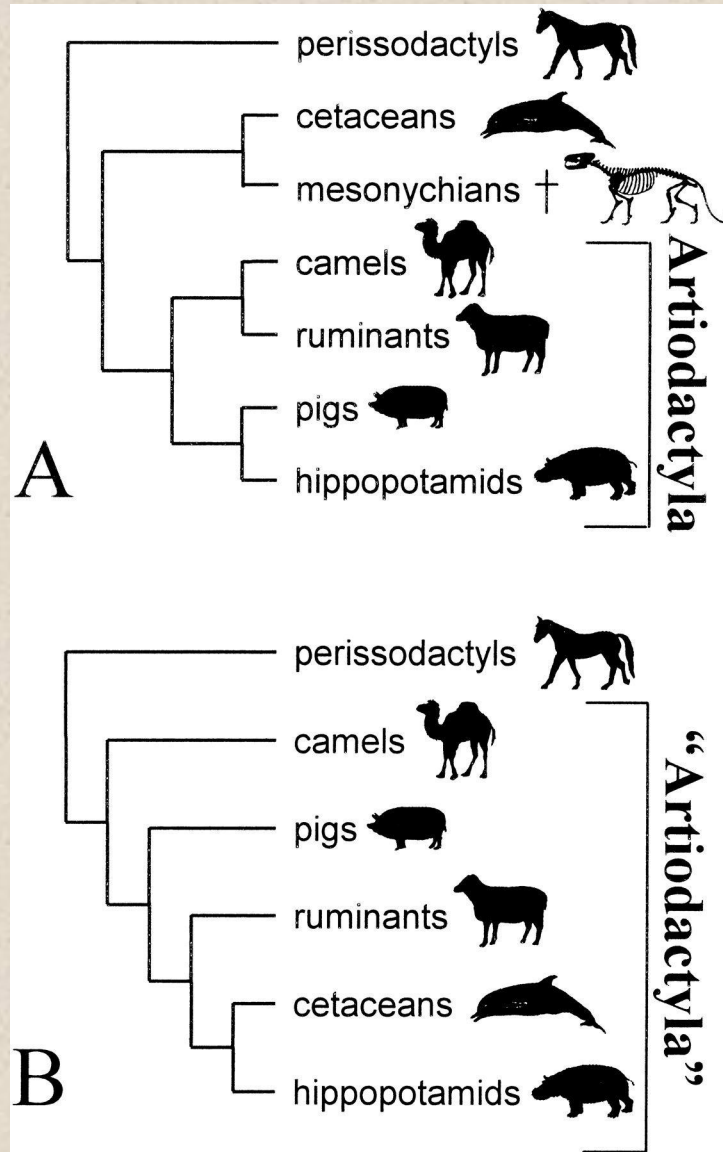 perissodactyls
cetaceans
mesonychians †
camels
ruminants
pigs
hippopotamids
Artiodactyla
A
perissodactyls
camels
pigs
ruminants
cetaceans
hippopotamids
“Artiodactyla”
B